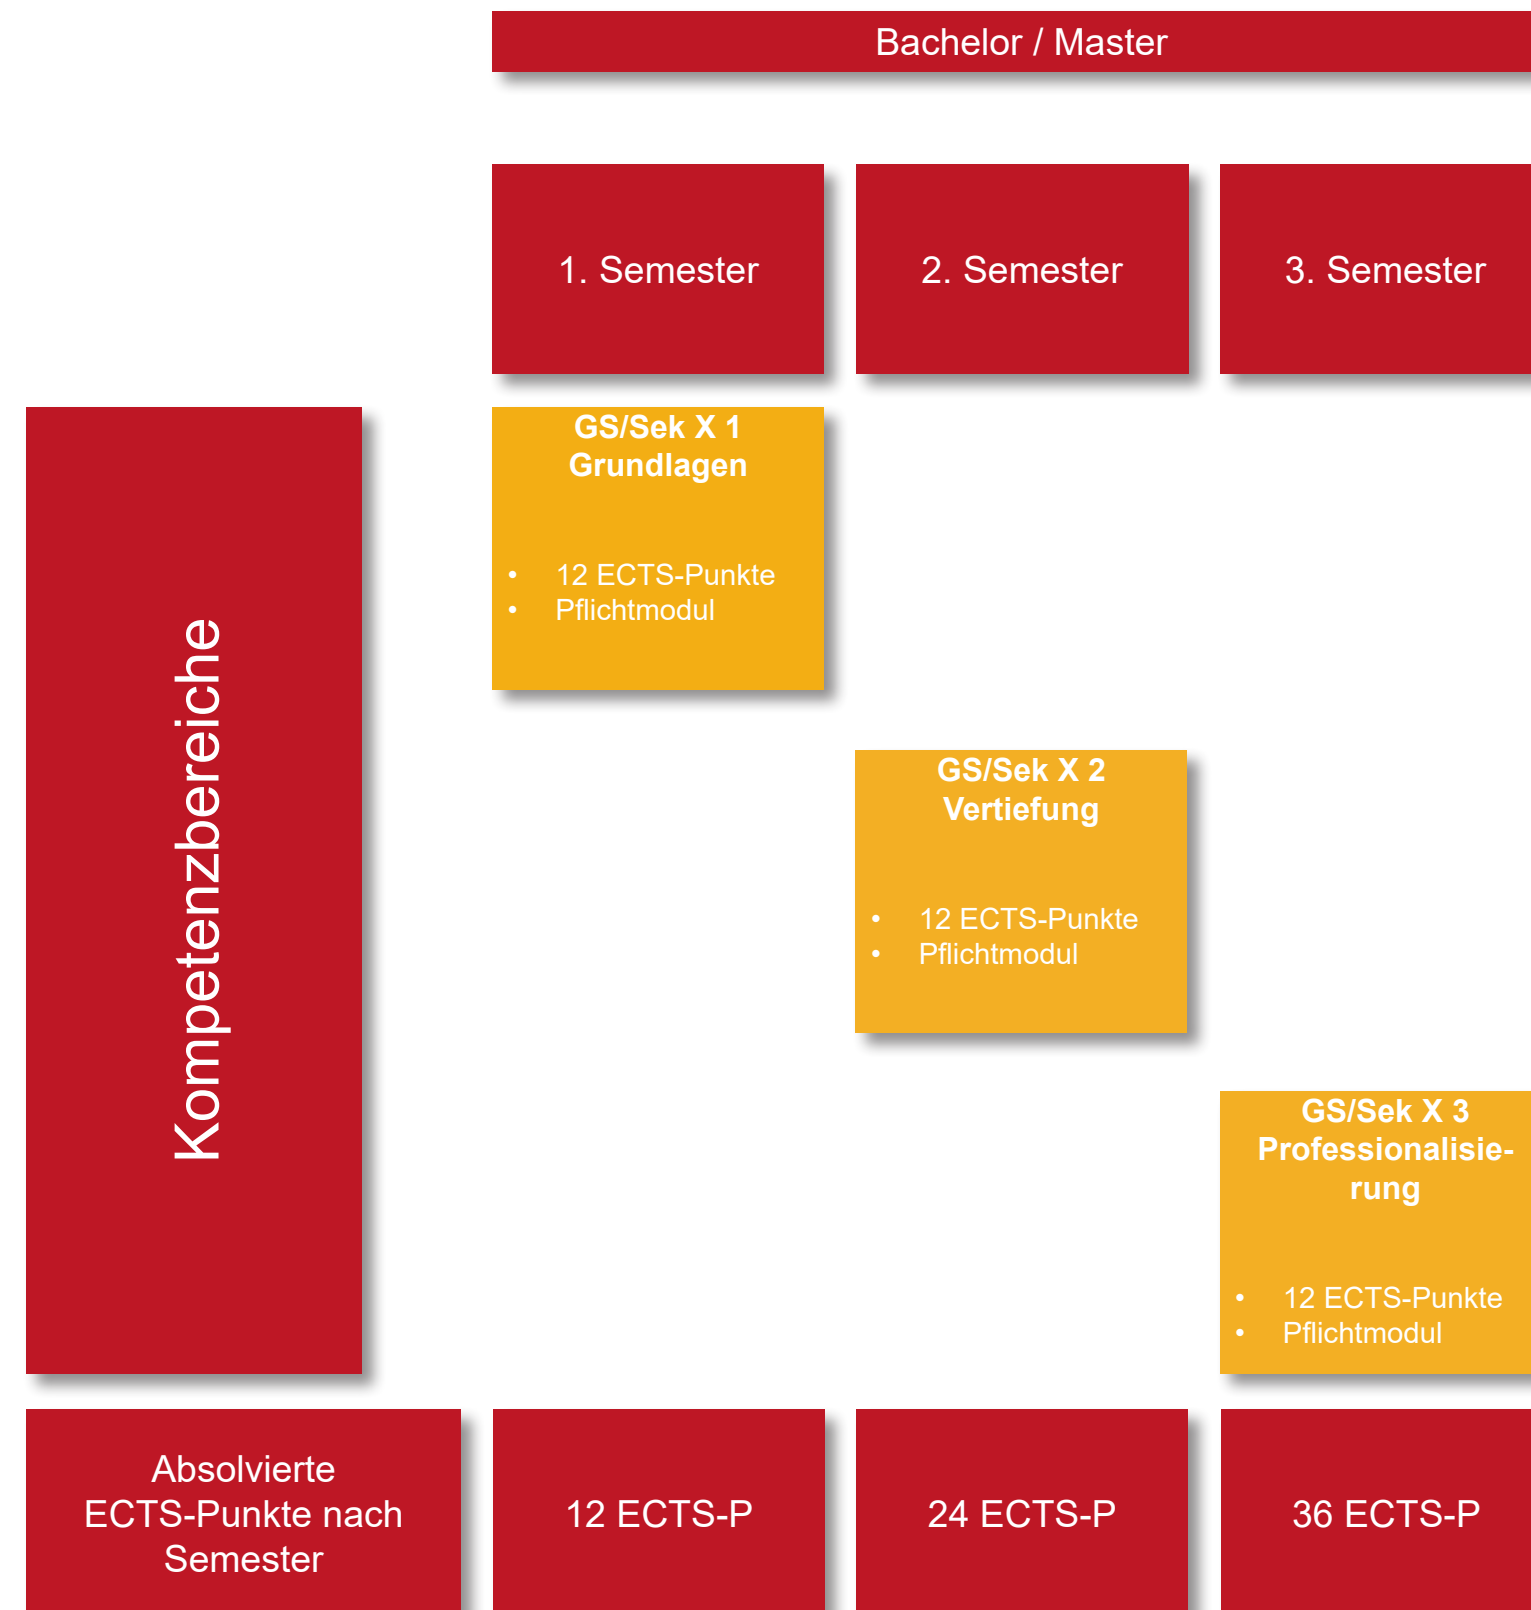 Bachelor / Master
1. Semester
2. Semester
3. Semester
Kompetenzbereiche
GS/Sek X 1
Grundlagen
• 12 ECTS-Punkte
• Pflichtmodul
GS/Sek X 2
Vertiefung
• 12 ECTS-Punkte
• Pflichtmodul
GS/Sek X 3
Professionalisie-
rung
• 12 ECTS-Punkte
• Pflichtmodul
Absolvierte
ECTS-Punkte nach
Semester
12 ECTS-P
24 ECTS-P
36 ECTS-P